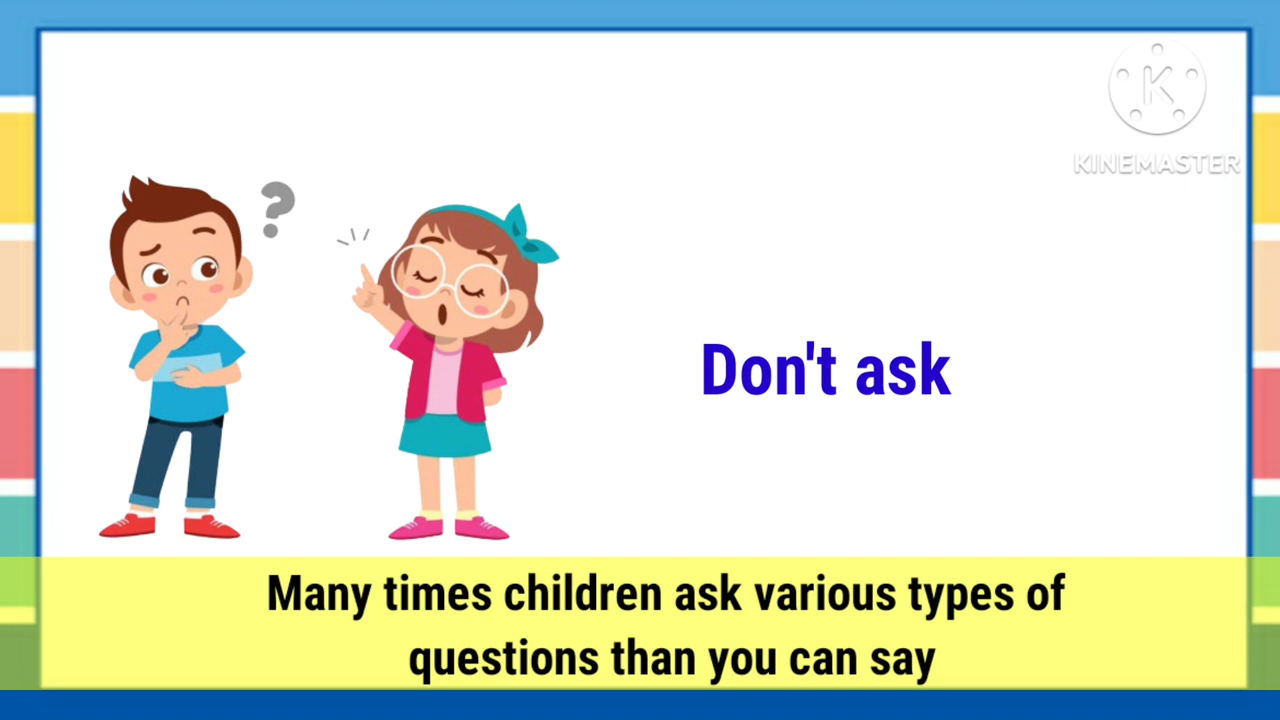 K
KINEMASTER
?
Don't ask
Many times children ask various types of
questions than you can say